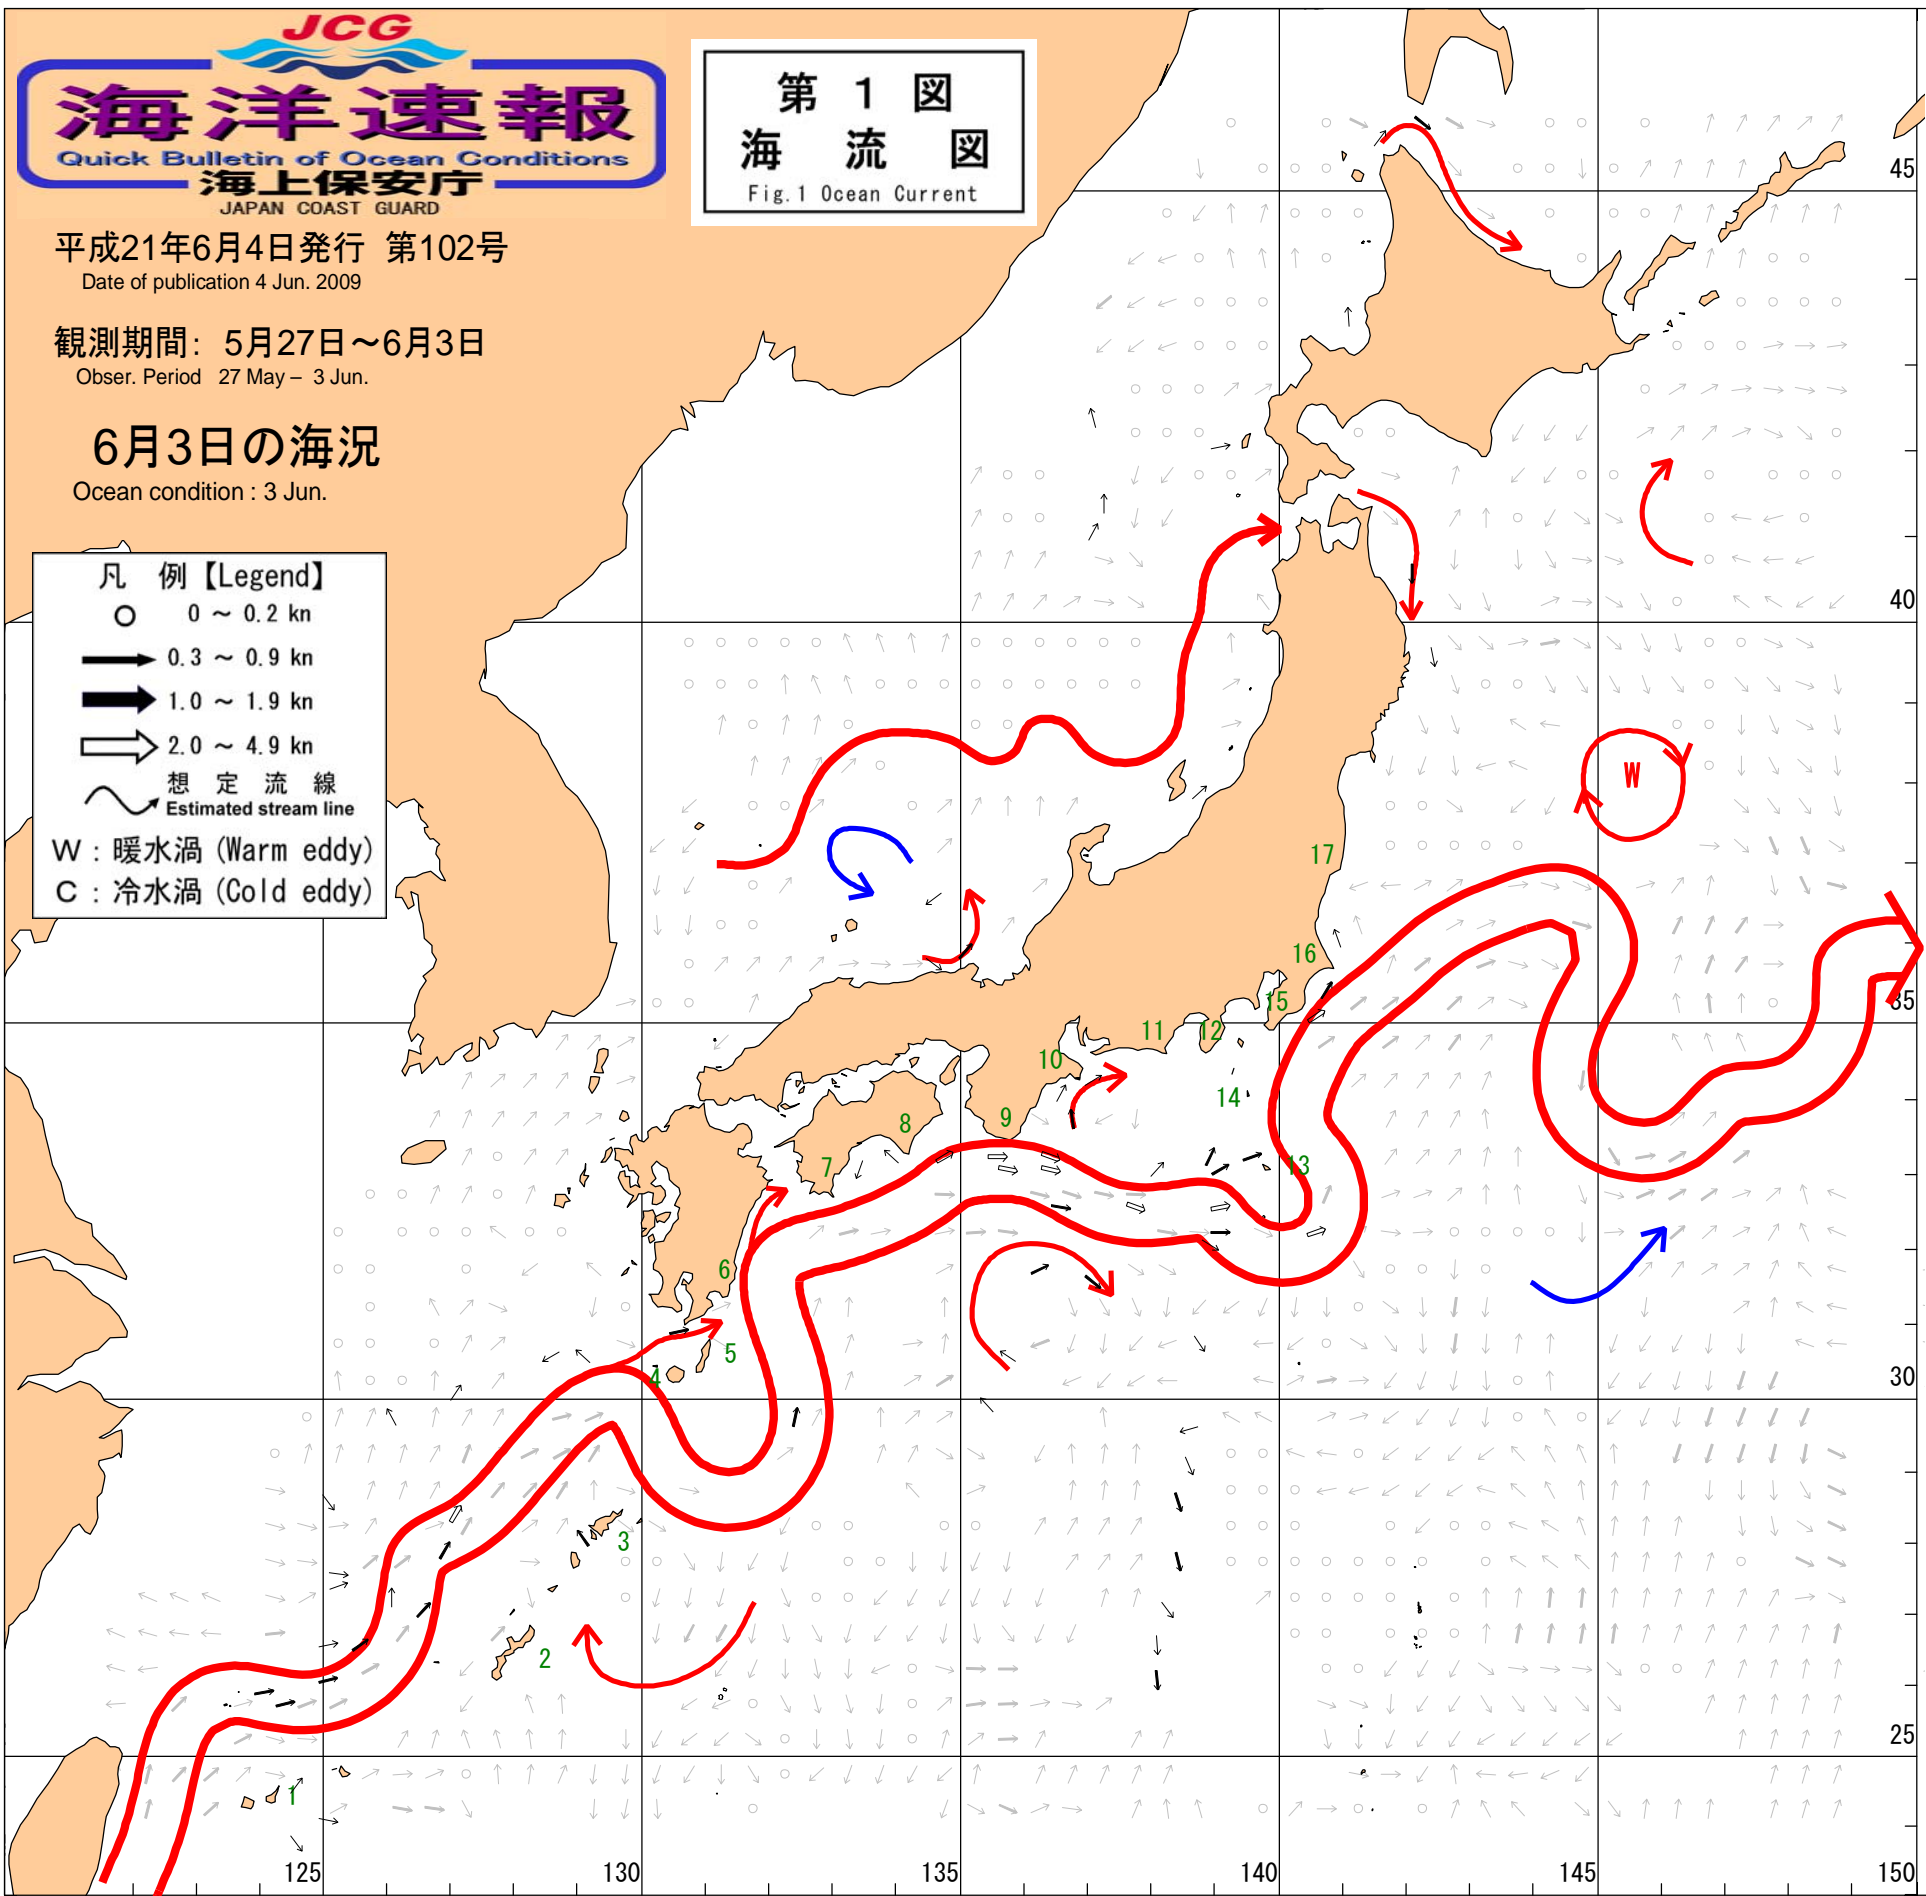 JCG
海洋速報
Quick Bulletin of Ocean Conditions
海上保安庁
JAPAN COAST GUARD
第 1 図
海 流 図
Fig.1 Ocean Current
平成21年6月4日発行 第102号
Date of publication 4 Jun. 2009
観測期間： 5月27日～6月3日
Obser. Period 27 May – 3 Jun.
6月3日の海況
Ocean condition : 3 Jun.
凡 例【Legend】
0 ～ 0.2 kn
0.3 ～ 0.9 kn
1.0 ～ 1.9 kn
2.0 ～ 4.9 kn
想 定 流 線
Estimated stream line
W : 暖水渦 (Warm eddy)
C : 冷水渦 (Cold eddy)
45
40
W
17
16
15
35
11
12
10
14
9
8
7
13
6
5
4
30
3
2
25
1
125
130
135
140
145
150